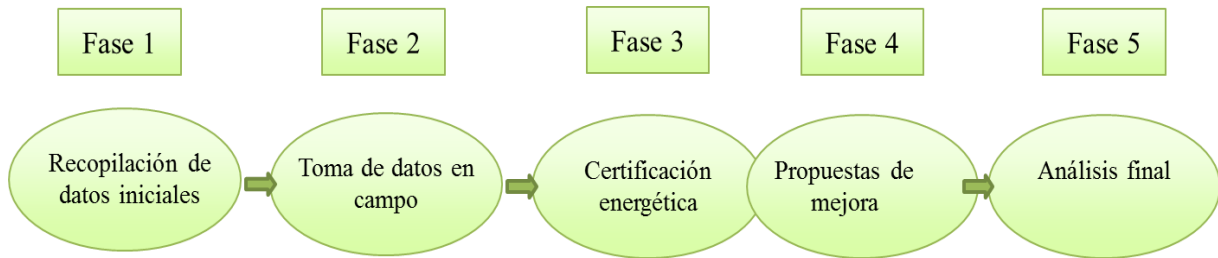 Fase 1
Fase 2
Fase 3
Fase 4
Fase 5
Recopilación de
datos iniciales
Toma de datos en
campo
Certificación
energética
Propuestas de
mejora
Análisis final